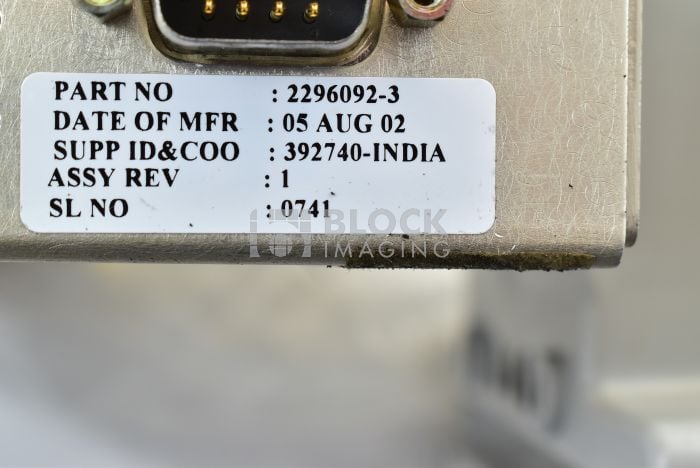 PART NO : 2296092-3
DATE OF MFR : 05 AUG 02
SUPP ID&COO : 392740-INDIA
ASSY REV : 1
SL NO : 0741
BLOCK
IMAGING